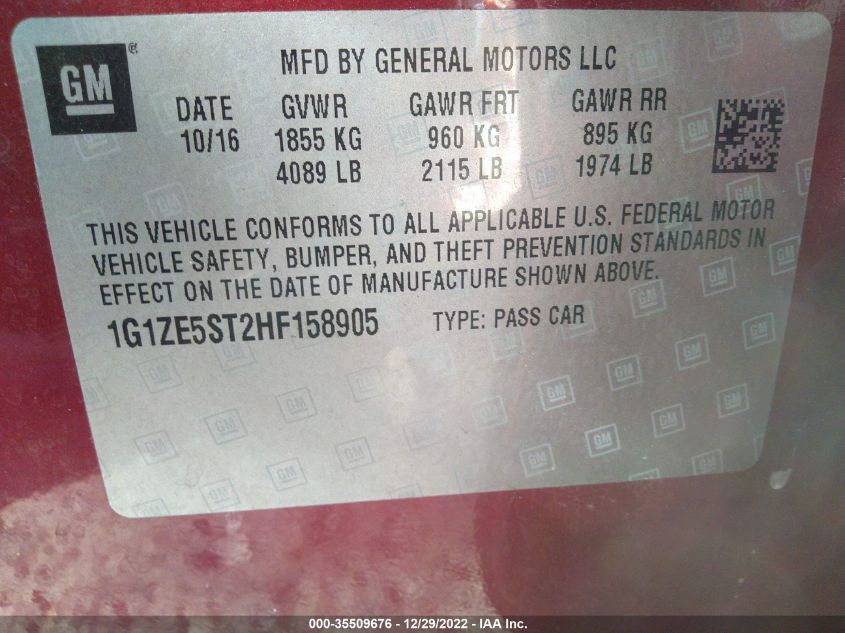 GM
MFD BY GENERAL MOTORS LLC
DATE GVWR GAWR FRT GAWR RR
10/16 1855 KG 960 KG 895 KG
4089 LB 2115 LB 1974 LB
THIS VEHICLE CONFORMS TO ALL APPLICABLE U.S. FEDERAL MOTOR
VEHICLE SAFETY, BUMPER, AND THEFT PREVENTION STANDARDS IN
EFFECT ON THE DATE OF MANUFACTURE SHOWN ABOVE.
1G1ZE5ST2HF158905 TYPE: PASS CAR
000-35509676 - 12/29/2022 - IAA Inc.